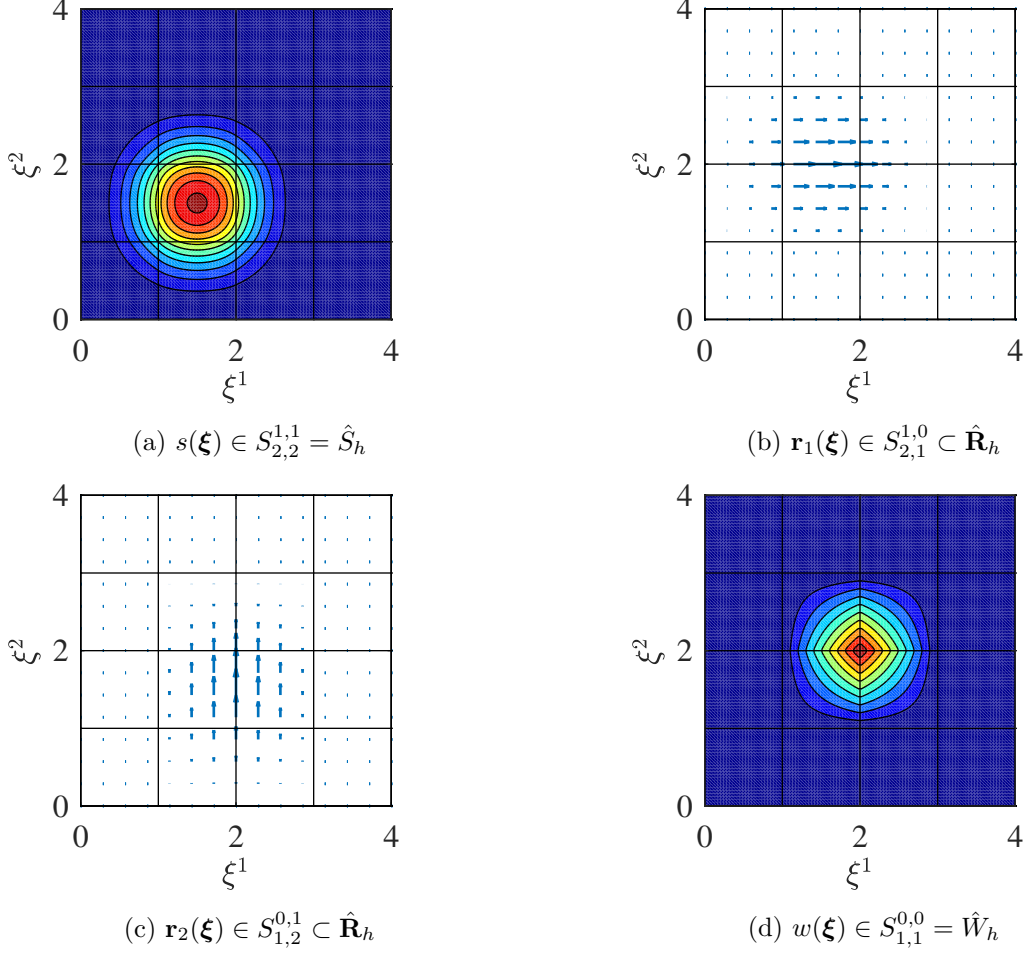 4
2
0
ξ²
0 2 4
ξ¹
(a) s(ξ) ∈ S^{1,1}_{2,2} = Ŝ_h
4
2
0
ξ²
0 2 4
ξ¹
(b) r₁(ξ) ∈ S^{1,0}_{2,1} ⊂ R̂_h
4
2
0
ξ²
0 2 4
ξ¹
(c) r₂(ξ) ∈ S^{0,1}_{1,2} ⊂ R̂_h
4
2
0
ξ²
0 2 4
ξ¹
(d) w(ξ) ∈ S^{0,0}_{1,1} = Ŵ_h